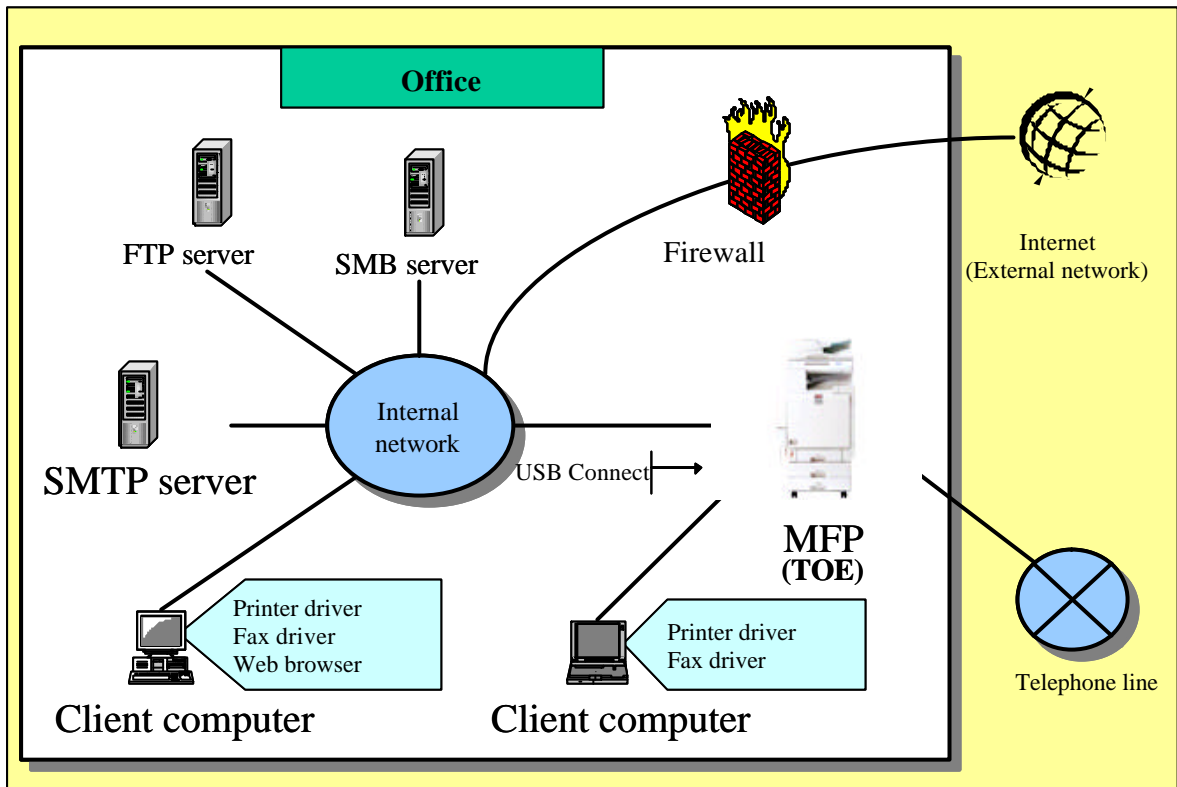 Office
FTP server
SMB server
Firewall
Internet
(External network)
SMTP server
Internal
network
USB Connect
MFP
(TOE)
Printer driver
Fax driver
Web browser
Client computer
Printer driver
Fax driver
Client computer
Telephone line